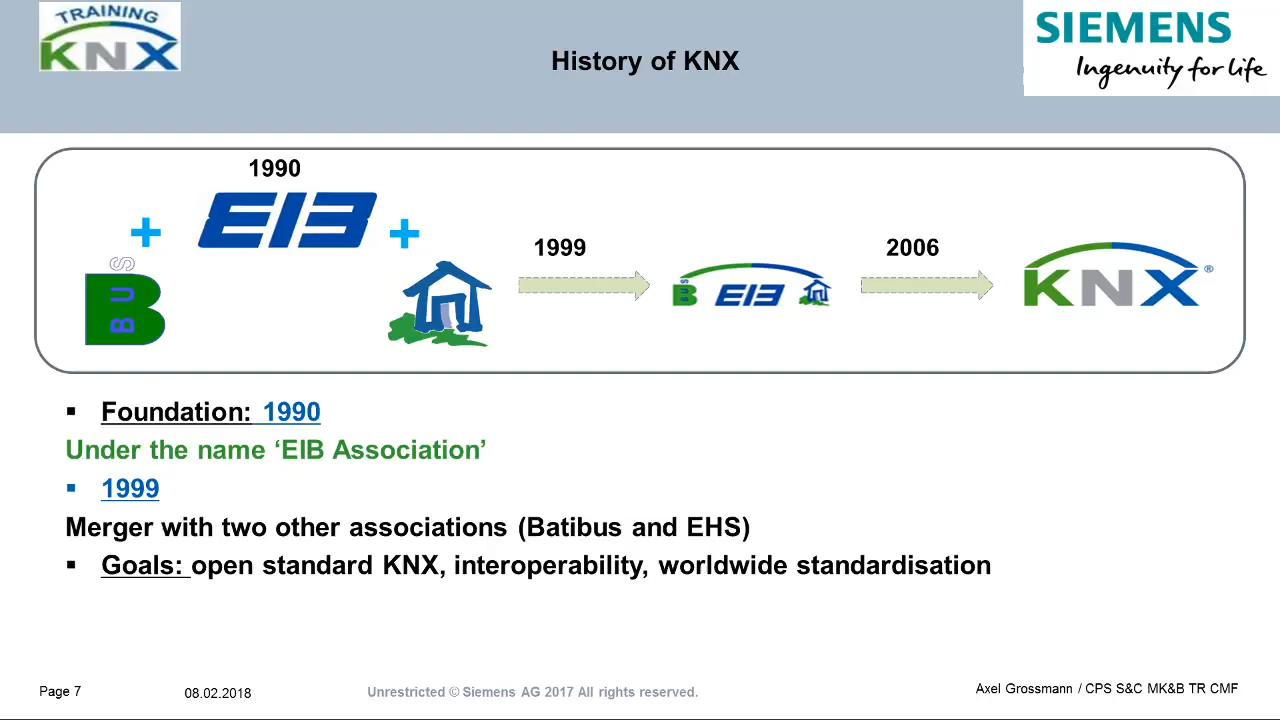 TRAINING
KNX
History of KNX
SIEMENS
Ingenuity for life
1990
+ EIB +
BUS
1999
BUS EIB
2006
KNX®
▪ Foundation: 1990
Under the name ‘EIB Association’
▪ 1999
Merger with two other associations (Batibus and EHS)
▪ Goals: open standard KNX, interoperability, worldwide standardisation
Page 7
08.02.2018
Unrestricted © Siemens AG 2017 All rights reserved.
Axel Grossmann / CPS S&C MK&B TR CMF